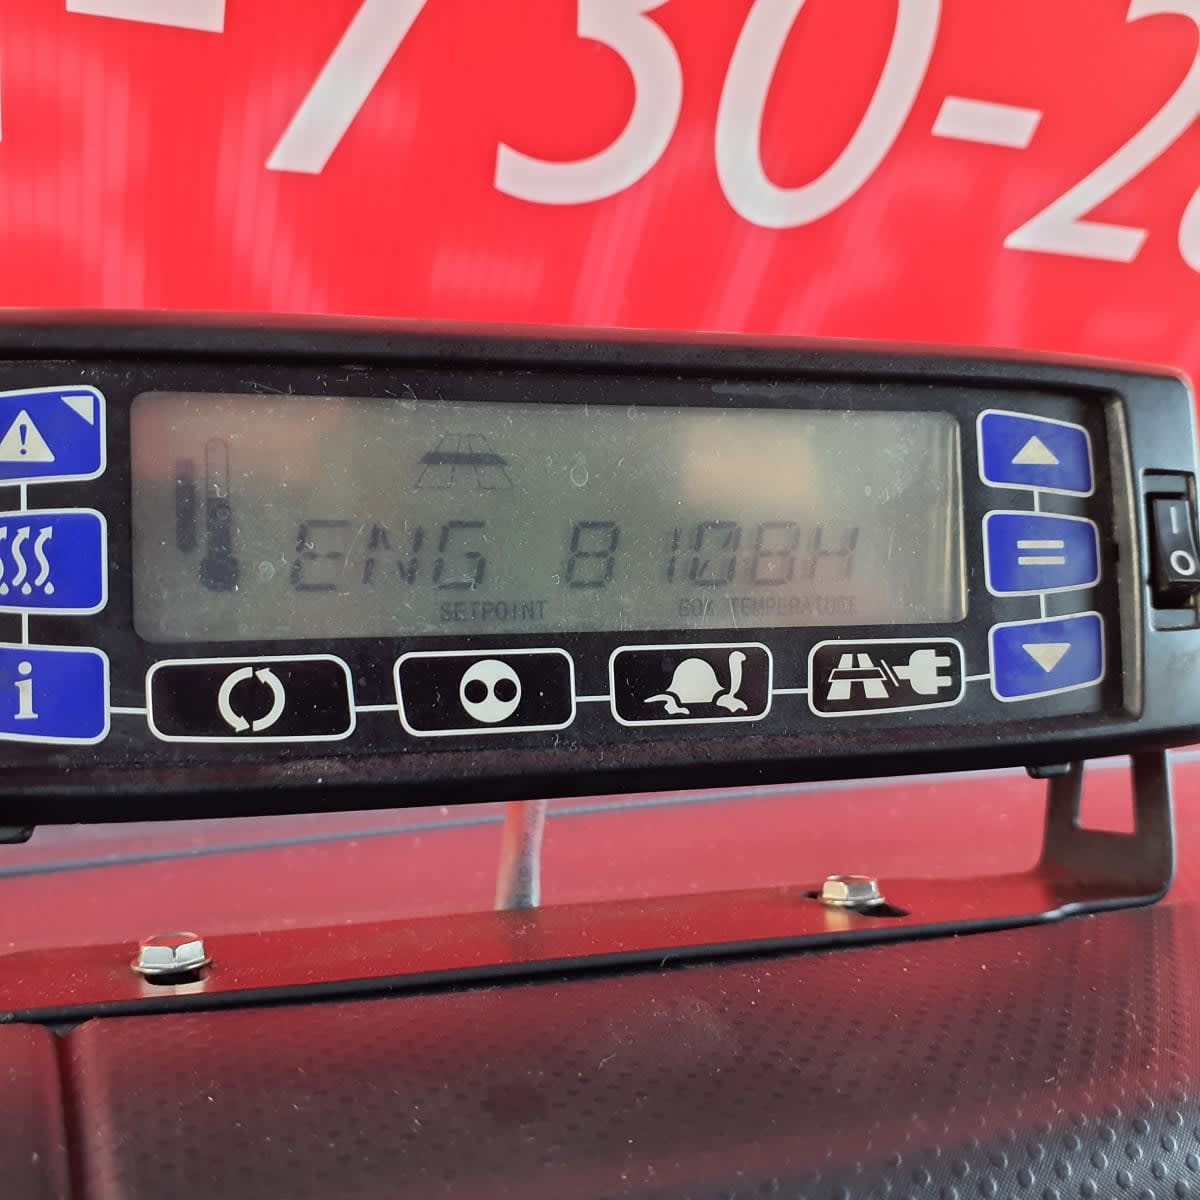 -730-2
ENG 8108H
SETPOINT BOX TEMPERATURE
i
I
O